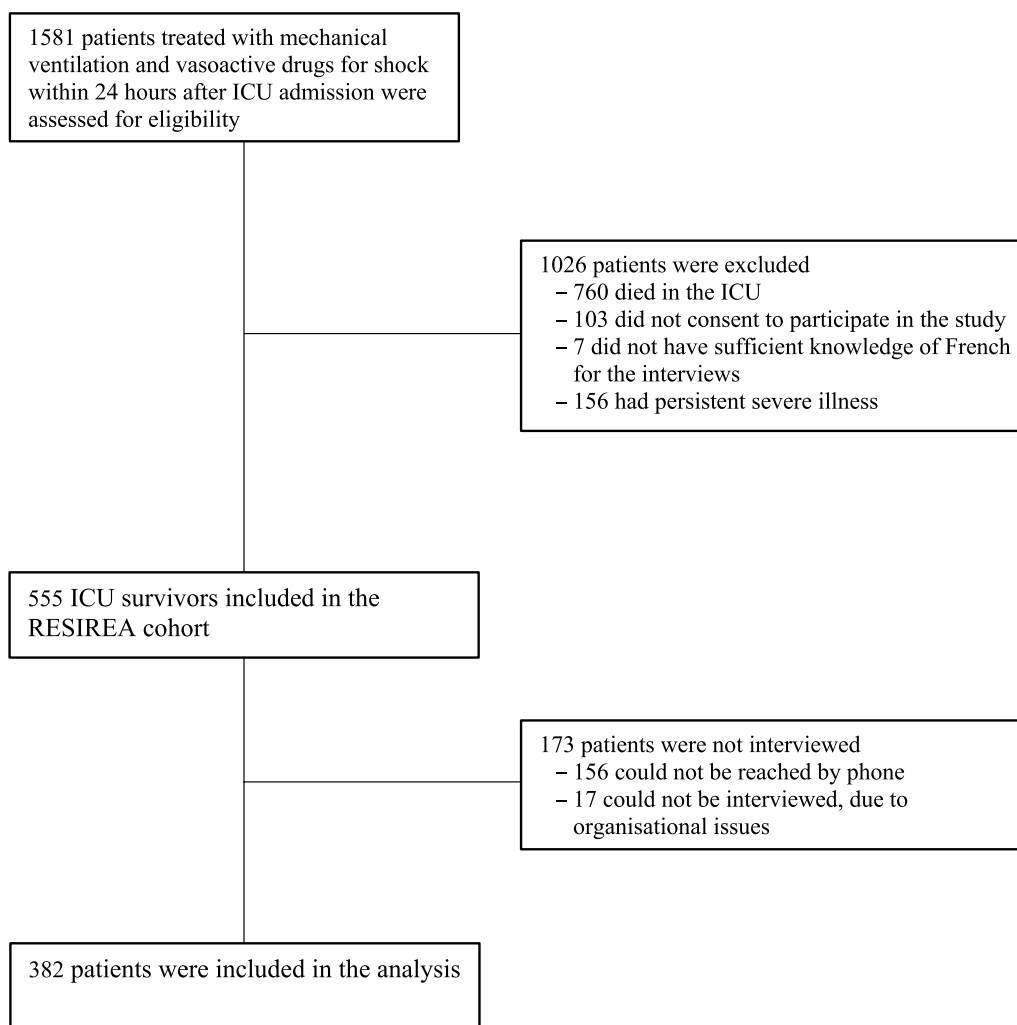 1581 patients treated with mechanical
ventilation and vasoactive drugs for shock
within 24 hours after ICU admission were
assessed for eligibility
1026 patients were excluded
– 760 died in the ICU
– 103 did not consent to participate in the study
– 7 did not have sufficient knowledge of French
for the interviews
– 156 had persistent severe illness
555 ICU survivors included in the
RESIREA cohort
173 patients were not interviewed
– 156 could not be reached by phone
– 17 could not be interviewed, due to
organisational issues
382 patients were included in the analysis